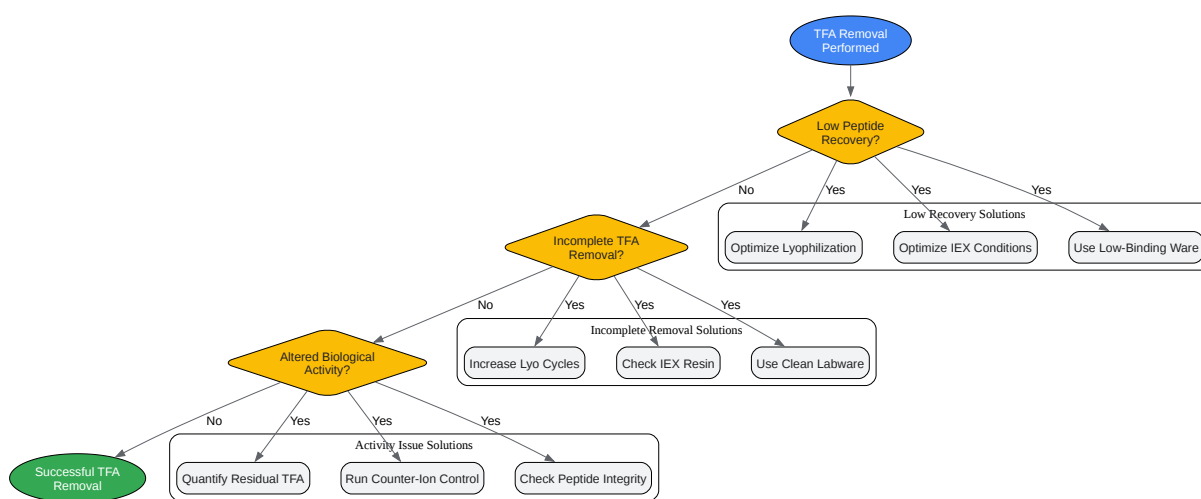 TFA Removal
Performed
Low Peptide
Recovery?
No
Yes
Yes
Yes
Low Recovery Solutions
Optimize Lyophilization
Optimize IEX Conditions
Use Low-Binding Ware
Incomplete TFA
Removal?
No
Yes
Yes
Yes
Incomplete Removal Solutions
Increase Lyo Cycles
Check IEX Resin
Use Clean Labware
Altered Biological
Activity?
No
Yes
Yes
Yes
Activity Issue Solutions
Successful TFA
Removal
Quantify Residual TFA
Run Counter-Ion Control
Check Peptide Integrity